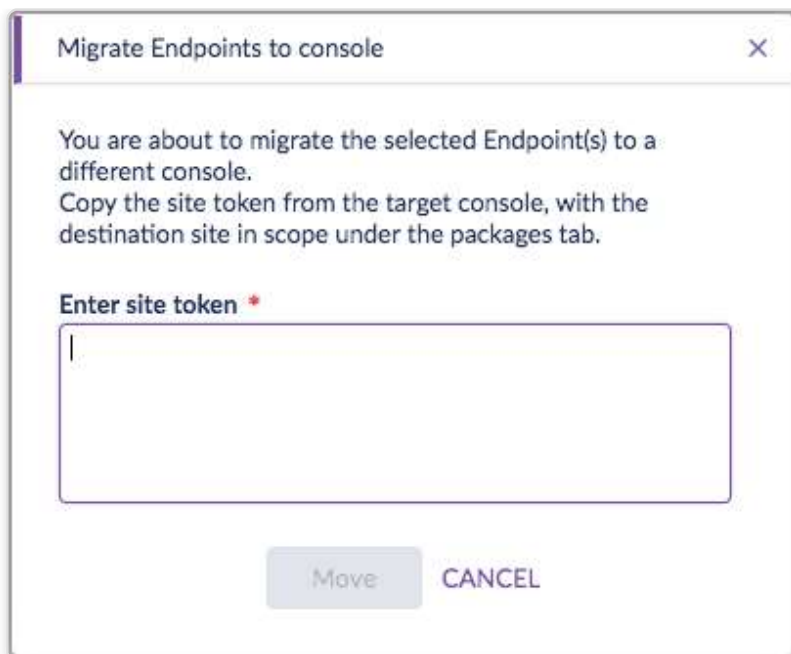 Migrate Endpoints to console
You are about to migrate the selected Endpoint(s) to a
different console.
Copy the site token from the target console, with the
destination site in scope under the packages tab.
Enter site token *
Move CANCEL